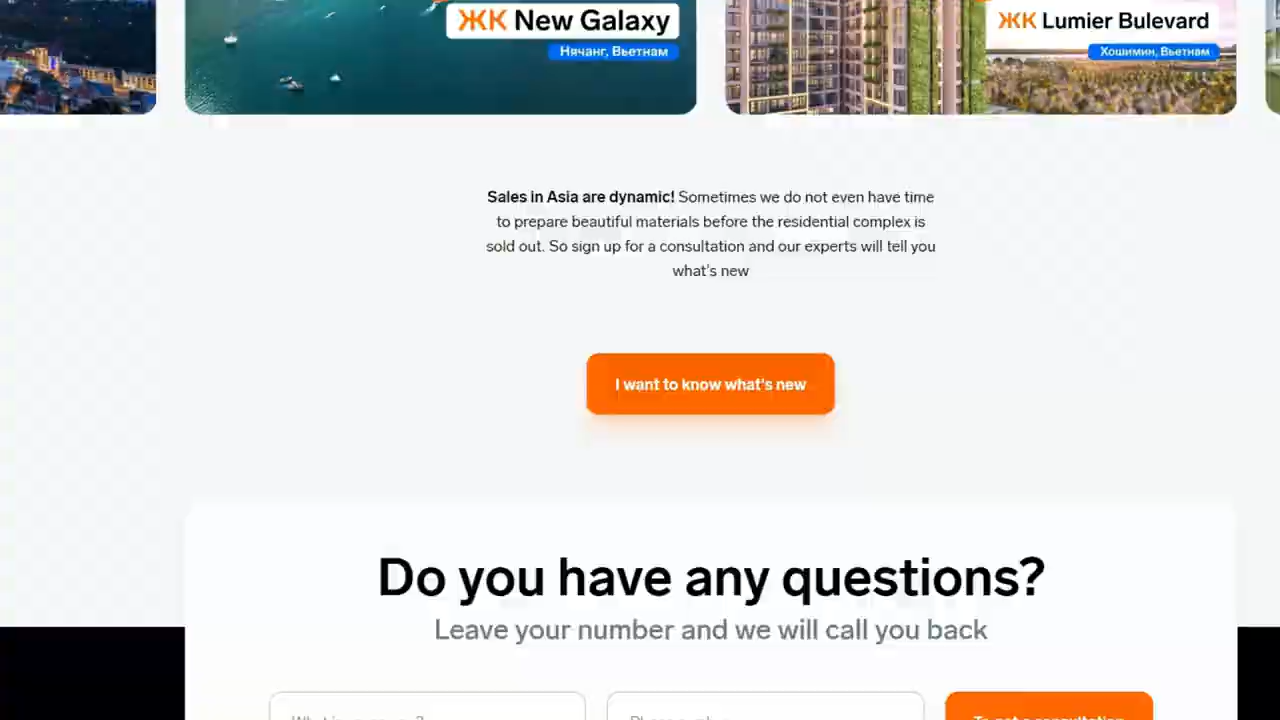 ЖК New Galaxy
Нячанг, Вьетнам
ЖК Lumier Bulevard
Хошимин, Вьетнам
Sales in Asia are dynamic! Sometimes we do not even have time
to prepare beautiful materials before the residential complex is
sold out. So sign up for a consultation and our experts will tell you
what's new
I want to know what's new
Do you have any questions?
Leave your number and we will call you back